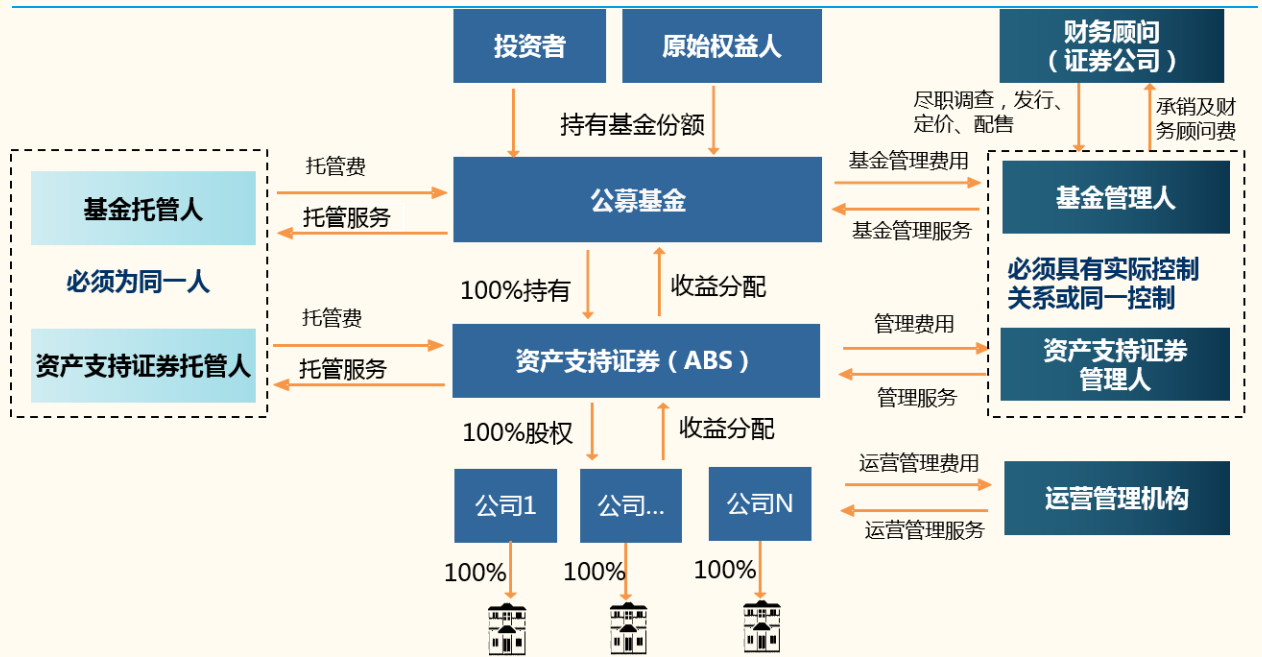 投资者
原始权益人
财务顾问
（证券公司）
持有基金份额
尽职调查，发行、
定价、配售
承销及财
务顾问费
基金托管人
必须为同一人
资产支持证券托管人
托管费
托管服务
公募基金
基金管理费用
基金管理服务
基金管理人
必须具有实际控制
关系或同一控制
资产支持证券
管理人
100%持有
收益分配
托管费
托管服务
资产支持证券（ABS）
管理费用
管理服务
100%股权
收益分配
公司1
公司...
公司N
运营管理费用
运营管理服务
运营管理机构
100%
100%
100%